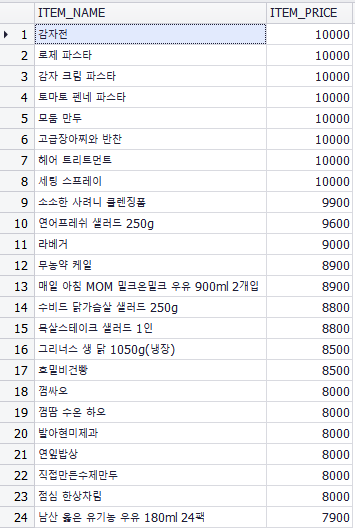 ITEM_NAME ITEM_PRICE
1 감자전 10000
2 로제 파스타 10000
3 감자 크림 파스타 10000
4 토마토 펜네 파스타 10000
5 모둠 만두 10000
6 고급장아찌와 반찬 10000
7 헤어 트리트먼트 10000
8 세팅 스프레이 10000
9 소소한 사려니 클렌징폼 9900
10 연어프레쉬 샐러드 250g 9600
11 라베거 9000
12 무농약 케일 8900
13 매일 아침 MOM 밀크온밀크 우유 900ml 2개입 8900
14 수비드 닭가슴살 샐러드 250g 8800
15 목살스테이크 샐러드 1인 8800
16 그리너스 생 닭 1050g(냉장) 8500
17 호밀비건빵 8500
18 껌싸오 8000
19 껌땀 수온 하오 8000
20 발아현미제과 8000
21 연잎밥상 8000
22 직접만든수제만두 8000
23 점심 한상차림 8000
24 남산 옳은 유기농 우유 180ml 24팩 7900